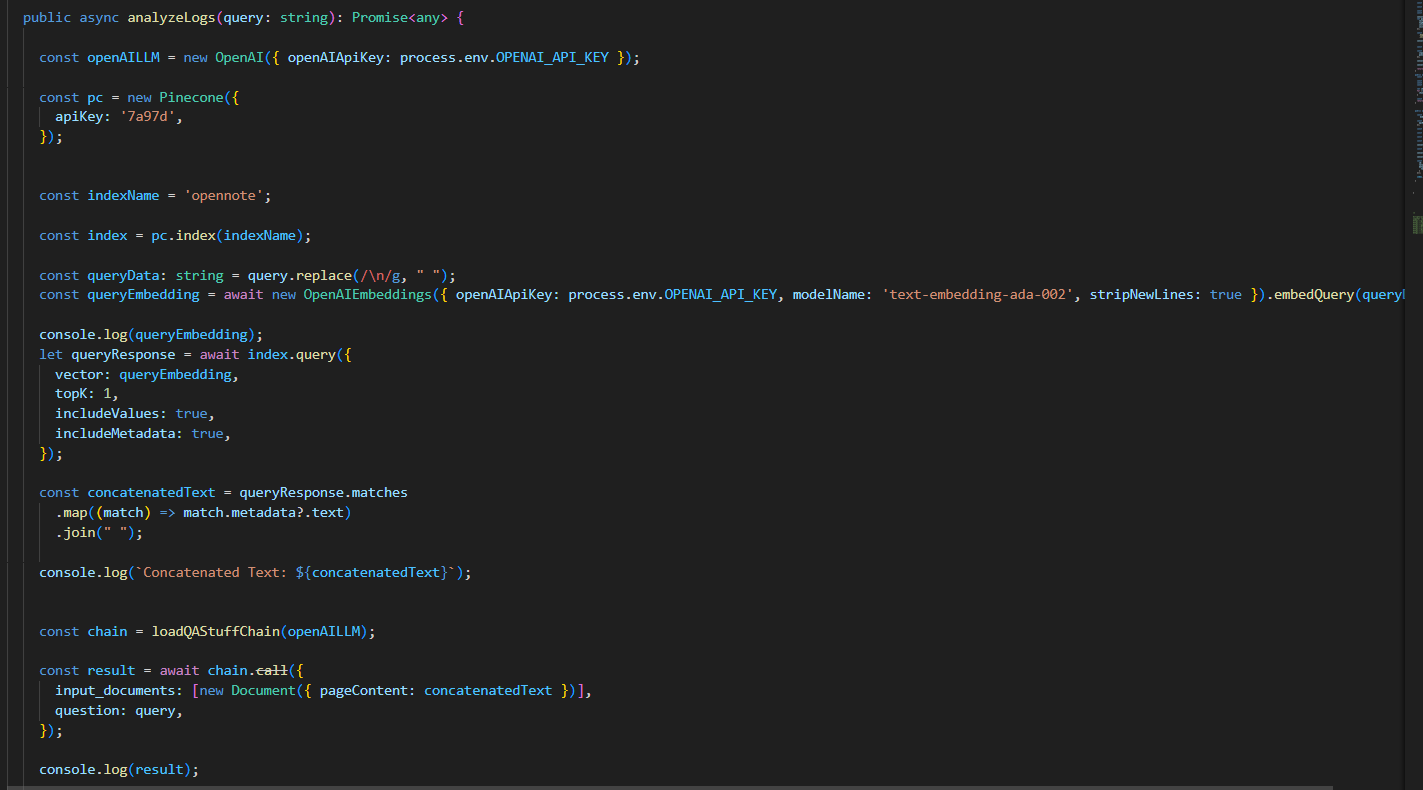 public async analyzeLogs(query: string): Promise<any> {
const openAILLM = new OpenAI({ openAIApiKey: process.env.OPENAI_API_KEY });
const pc = new Pinecone({
apiKey: '7a97d',
});
const indexName = 'opennote';
const index = pc.index(indexName);
const queryData: string = query.replace(/\n/g, " ");
const queryEmbedding = await new OpenAIEmbeddings({ openAIApiKey: process.env.OPENAI_API_KEY, modelName: 'text-embedding-ada-002', stripNewLines: true }).embedQuery(query
console.log(queryEmbedding);
let queryResponse = await index.query({
vector: queryEmbedding,
topK: 1,
includeValues: true,
includeMetadata: true,
});
const concatenatedText = queryResponse.matches
.map((match) => match.metadata?.text)
.join(" ");
console.log(`Concatenated Text: ${concatenatedText}`);
const chain = loadQAStuffChain(openAILLM);
const result = await chain.call({
input_documents: [new Document({ pageContent: concatenatedText })],
question: query,
});
console.log(result);